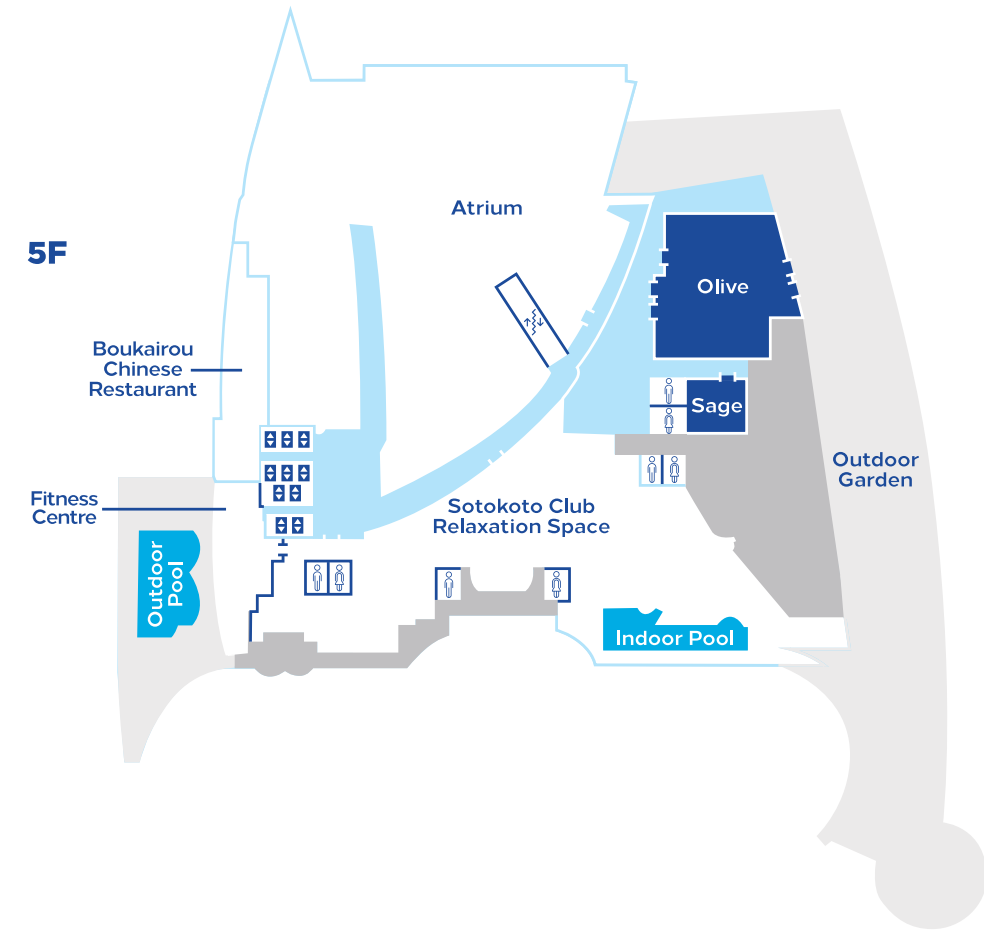 Atrium
5F
Olive
Boukairou
Chinese
Restaurant
Sage
Outdoor
Garden
Fitness
Centre
Sotokoto Club
Relaxation Space
Outdoor
Pool
Indoor Pool